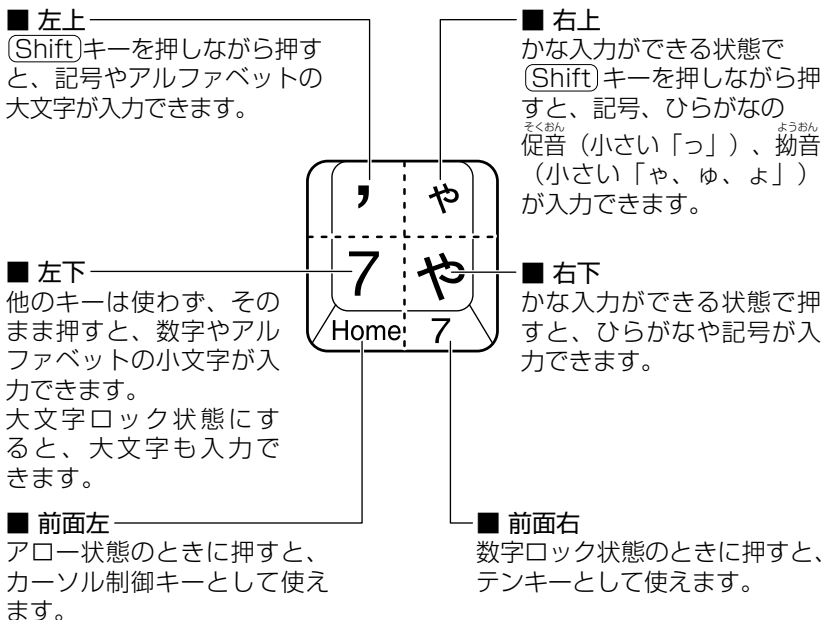 ■ 左上
Shiftキーを押しながら押す
と、記号やアルファベットの
大文字が入力できます。
■ 右上
かな入力ができる状態で
Shiftキーを押しながら押
すと、記号、ひらがなの
そくおん ようおん
促音(小さい「っ」)、拗音
(小さい「ゃ、ゅ、ょ」)
が入力できます。
' ゃ
7 や
Home 7
■ 左下
他のキーは使わず、その
まま押すと、数字やアル
ファベットの小文字が入
力できます。
大文字ロック状態にす
ると、大文字も入力で
きます。
■ 右下
かな入力ができる状態で押
すと、ひらがなや記号が入
力できます。
■ 前面左
アロー状態のときに押すと、
カーソル制御キーとして使え
ます。
■ 前面右
数字ロック状態のときに押すと、
テンキーとして使えます。